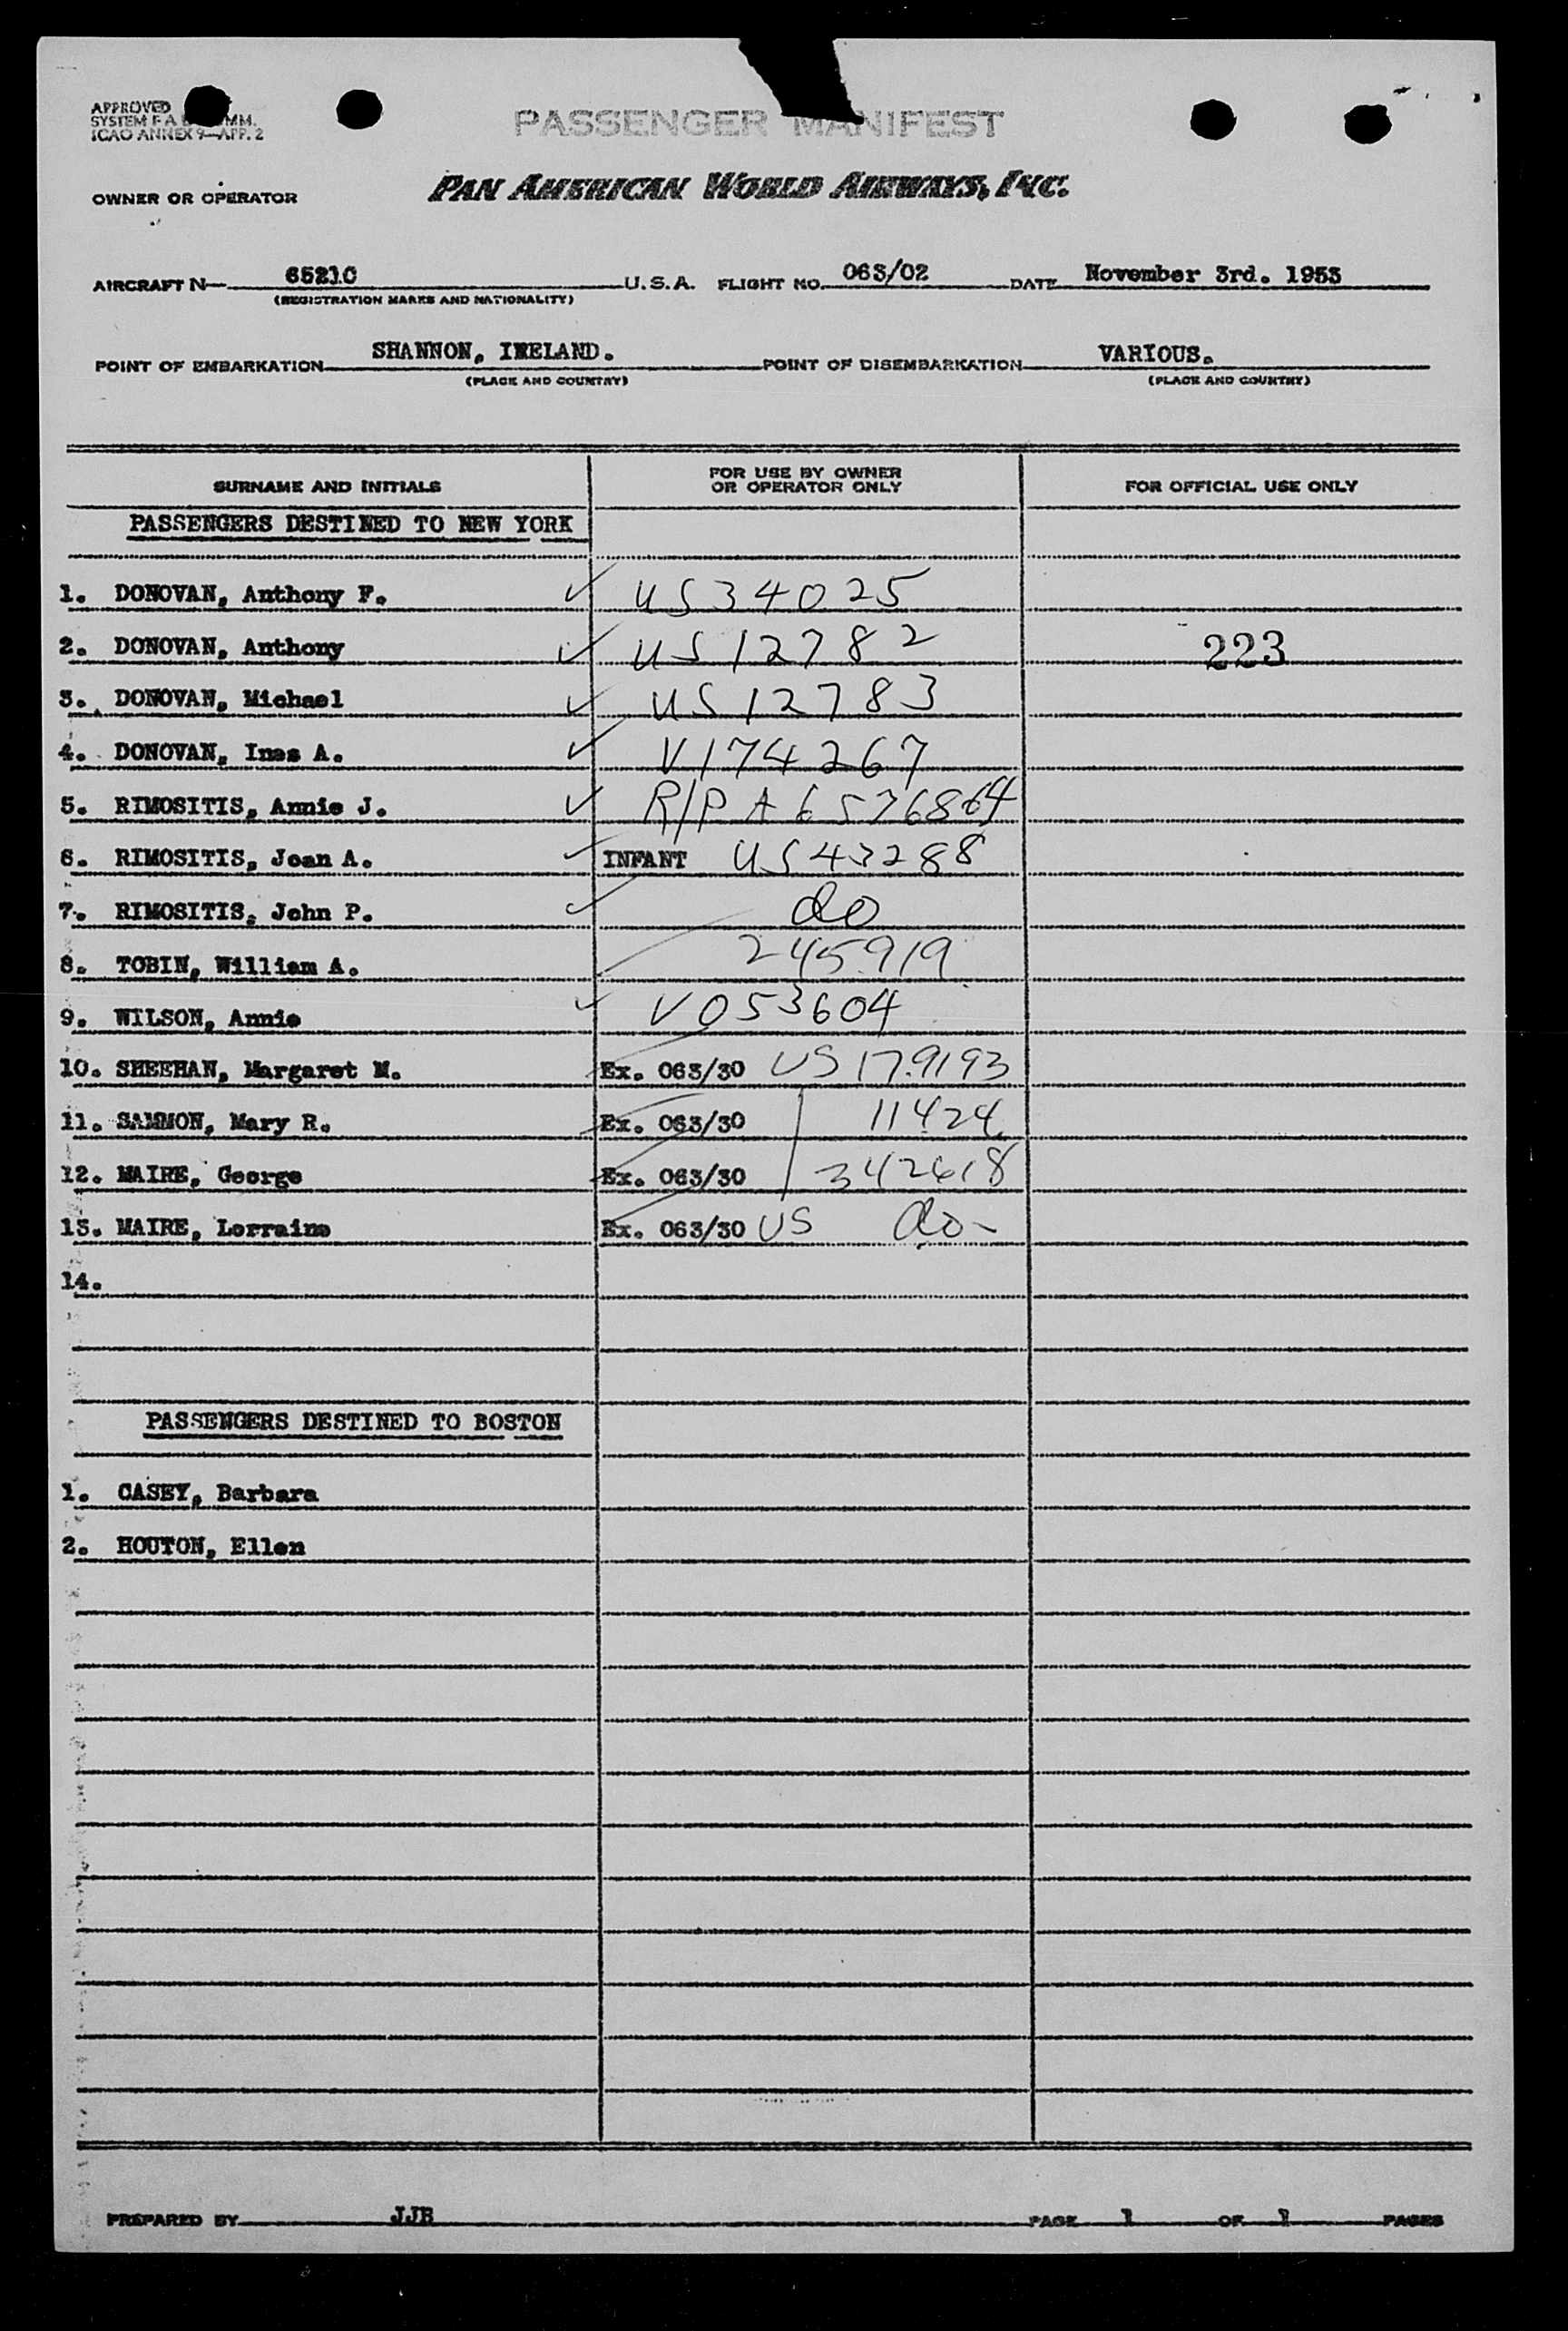 APPROVED
SYSTEM F A B COMM.
ICAO ANNEX 9—APP. 2
PASSENGER MANIFEST
OWNER OR OPERATOR
PAN AMERICAN WORLD AIRWAYS, INC.
AIRCRAFT N— 65210 U.S.A. FLIGHT NO. 063/02 DATE November 3rd. 1953
(REGISTRATION MARKS AND NATIONALITY)
POINT OF EMBARKATION SHANNON, IRELAND. POINT OF DISEMBARKATION VARIOUS.
(PLACE AND COUNTRY) (PLACE AND COUNTRY)
SURNAME AND INITIALS FOR USE BY OWNER OR OPERATOR ONLY FOR OFFICIAL USE ONLY
PASSENGERS DESTINED TO NEW YORK
1. DONOVAN, Anthony F. ✓ US34025
2. DONOVAN, Anthony ✓ US12782 223
3. DONOVAN, Michael ✓ US12783
4. DONOVAN, Ines A. ✓ V174267
5. RIMOSITIS, Annie J. ✓ R/P A6576864
6. RIMOSITIS, Joan A. ✓ INFANT US43288
7. RIMOSITIS, John P. ✓ do
8. TOBIN, William A. 245919
9. WILSON, Annie ✓ V053604
10. SHEEHAN, Margaret M. Ex. 063/30 US 179193
11. SAMMON, Mary R. Ex. 063/30 11424
12. MAIRE, George Ex. 063/30 342618
13. MAIRE, Lorraine Ex. 063/30 US do-
14.
PASSENGERS DESTINED TO BOSTON
1. CASEY, Barbara
2. HOUTON, Ellen
PREPARED BY JJB PAGE 1 OF 1 PAGES